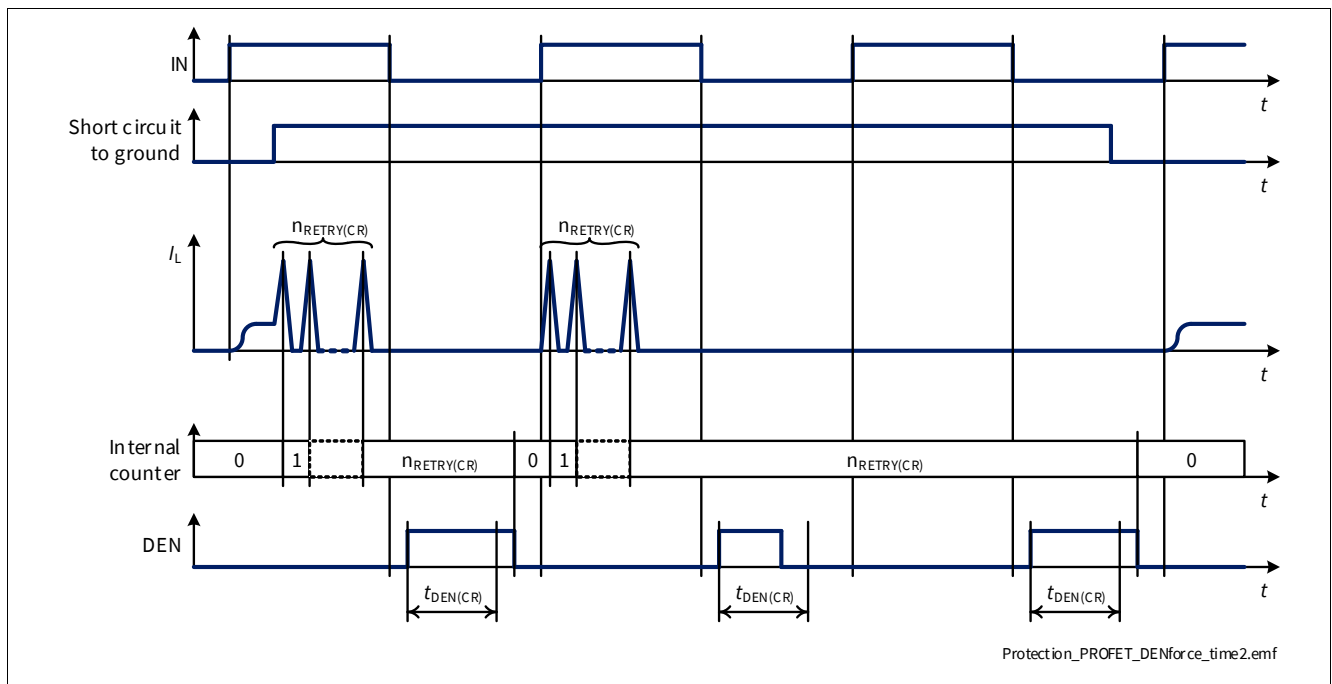 IN
t
Short circuit
to ground
t
nRETRY(CR) nRETRY(CR)
IL
t
Internal
counter
0 1 nRETRY(CR) 0 1 nRETRY(CR) 0
t
DEN
t
tDEN(CR) tDEN(CR) tDEN(CR)
Protection_PROFET_DENforce_time2.emf